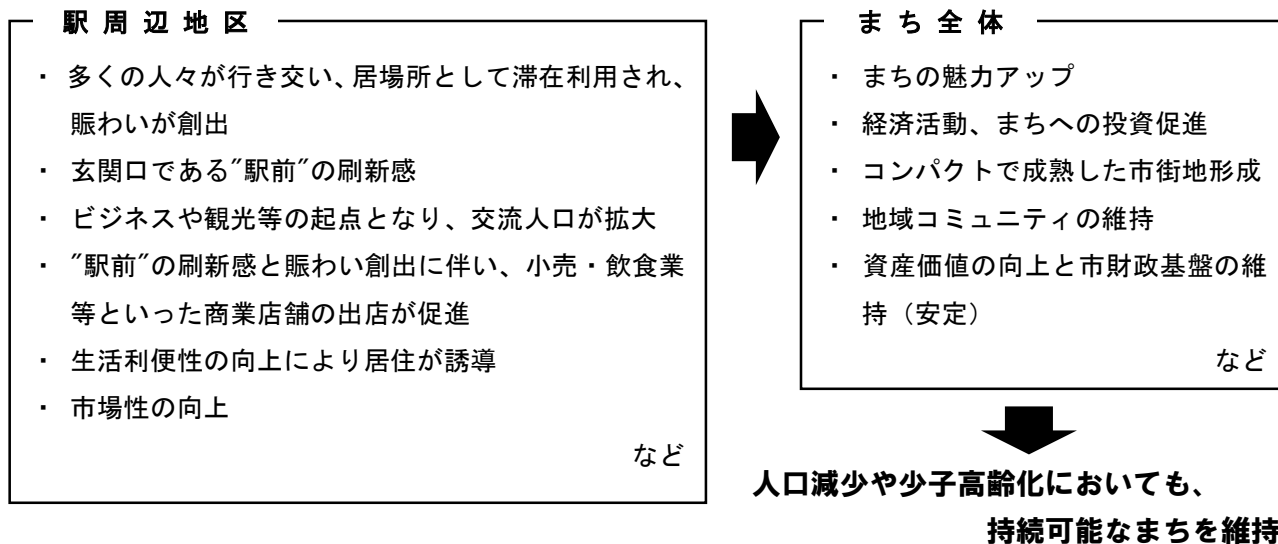 駅周辺地区
・ 多くの人々が行き交い、居場所として滞在利用され、
賑わいが創出
・ 玄関口である″駅前″の刷新感
・ ビジネスや観光等の起点となり、交流人口が拡大
・ ″駅前″の刷新感と賑わい創出に伴い、小売・飲食業
等といった商業店舗の出店が促進
・ 生活利便性の向上により居住が誘導
・ 市場性の向上
など
まち全体
・ まちの魅力アップ
・ 経済活動、まちへの投資促進
・ コンパクトで成熟した市街地形成
・ 地域コミュニティの維持
・ 資産価値の向上と市財政基盤の維
持（安定）
など
人口減少や少子高齢化においても、
持続可能なまちを維持